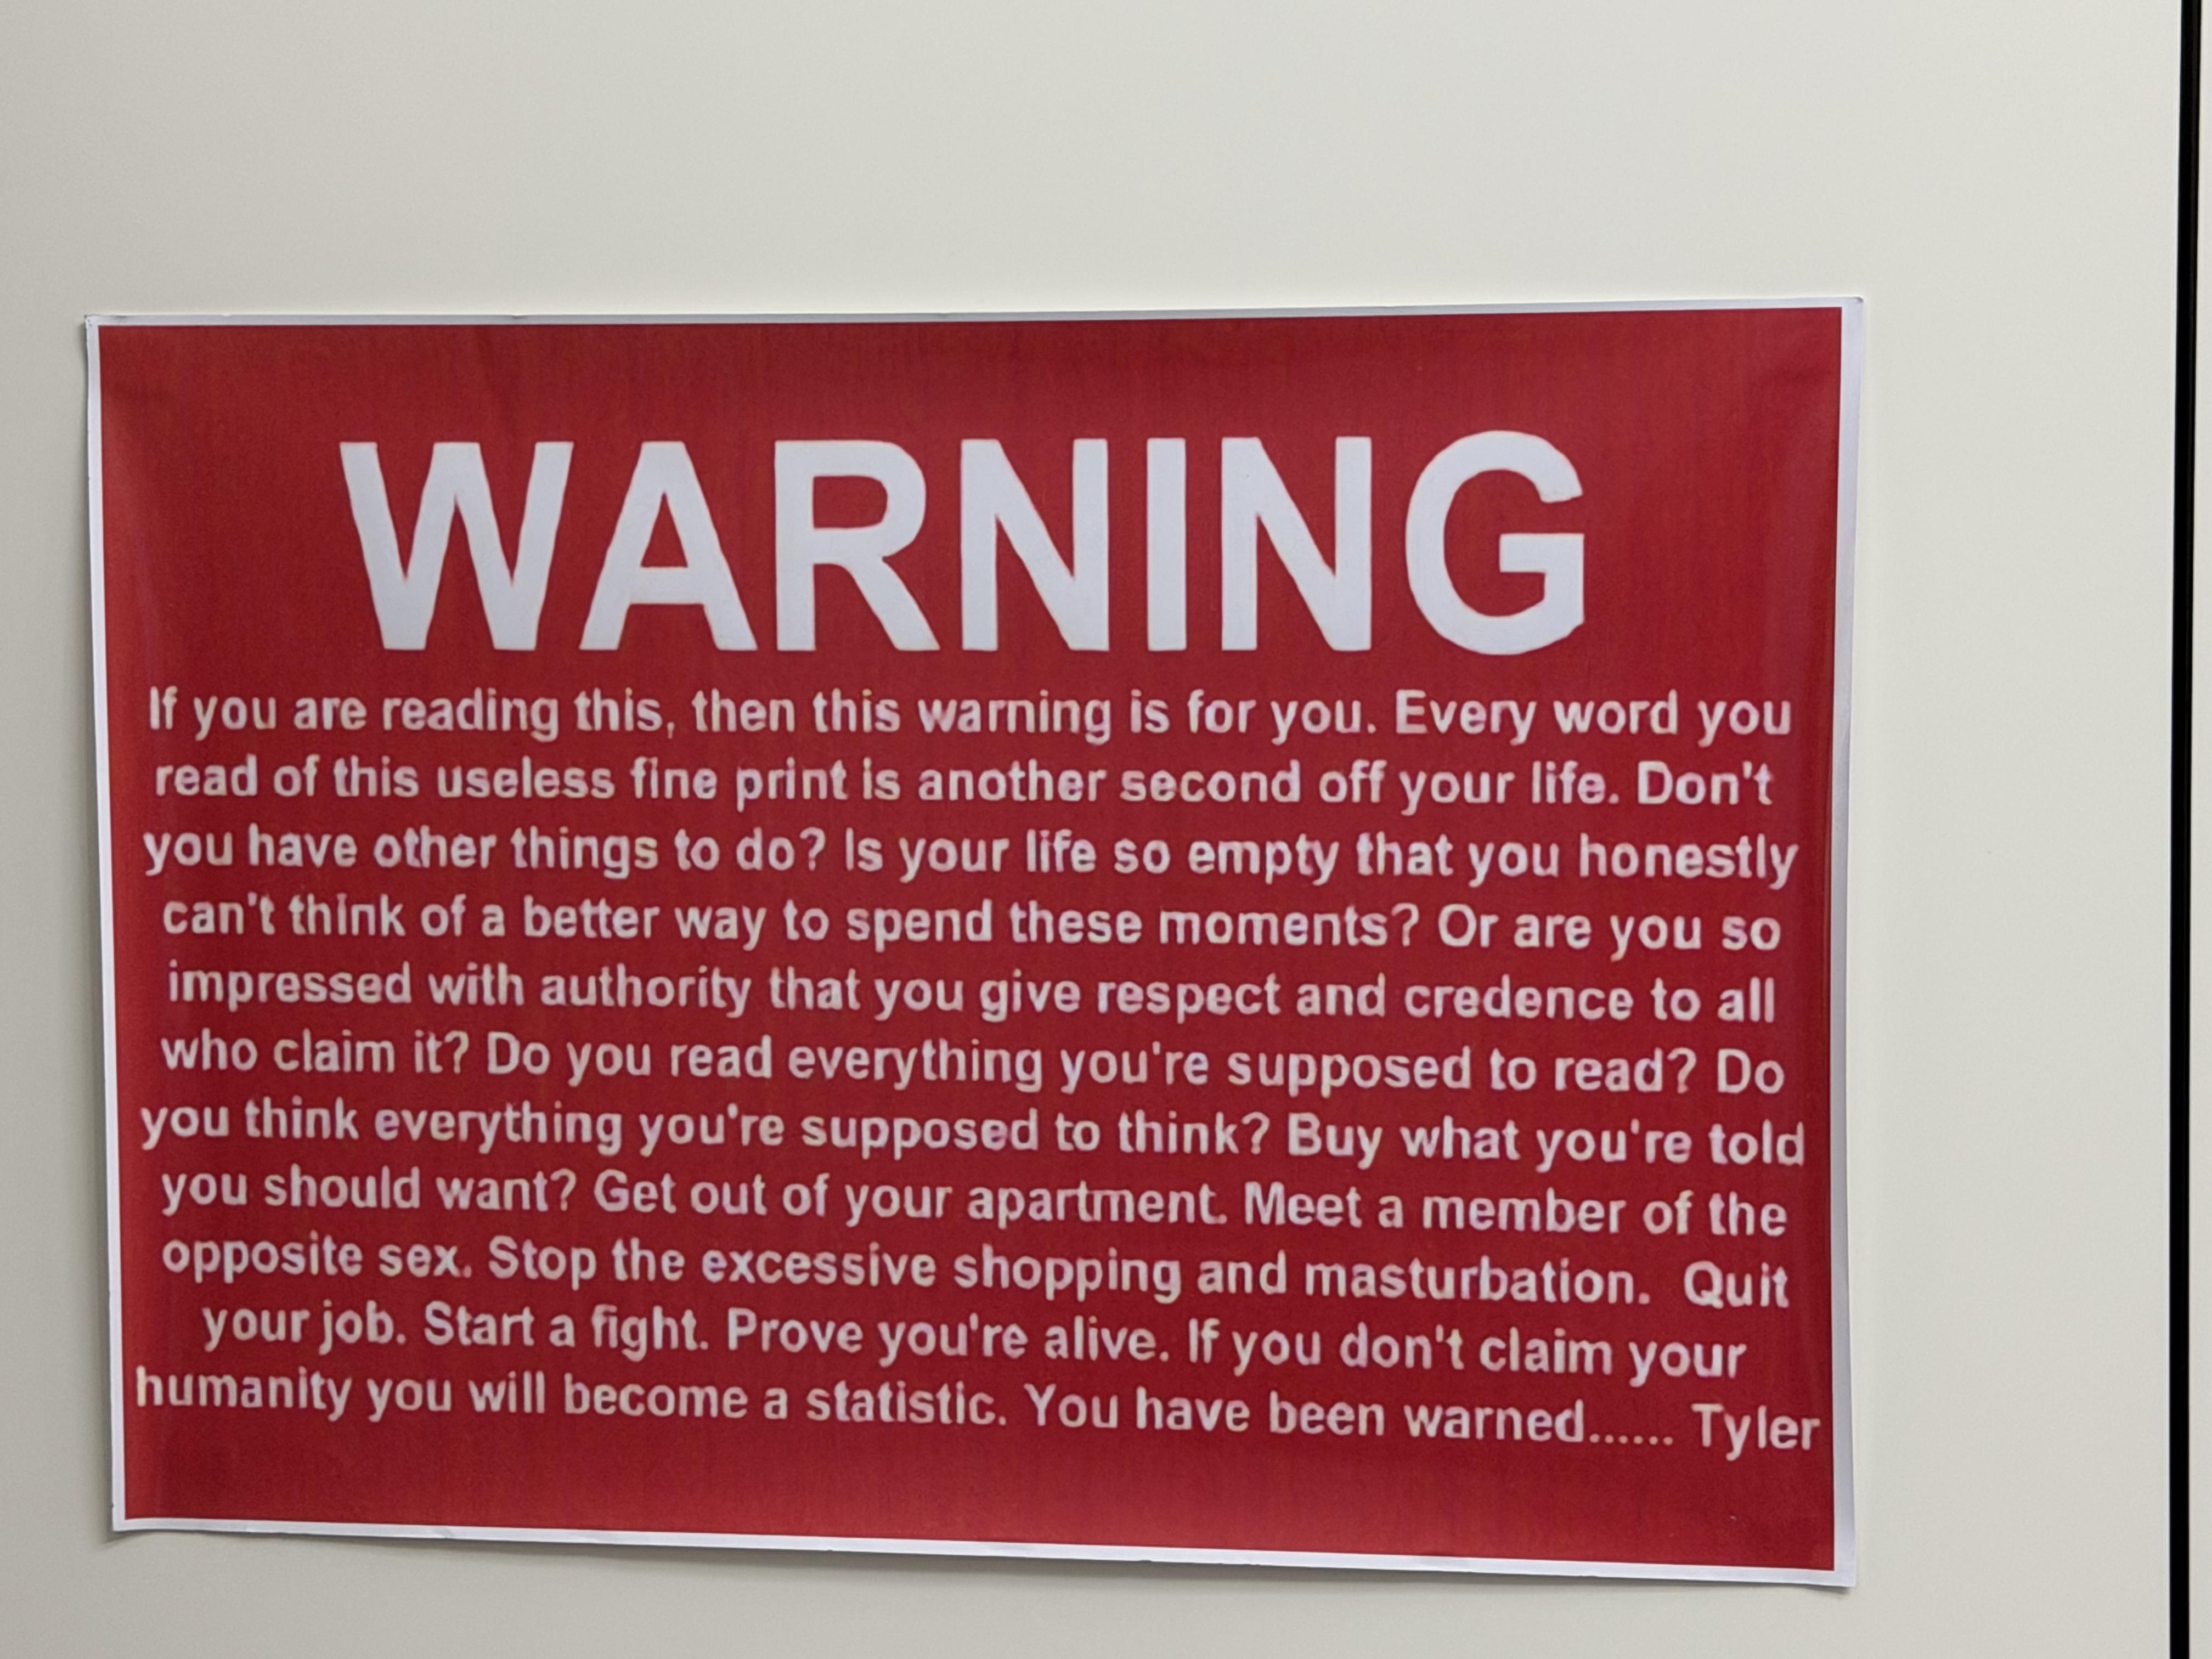 WARNING
If you are reading this, then this warning is for you. Every word you
read of this useless fine print is another second off your life. Don't
you have other things to do? Is your life so empty that you honestly
can't think of a better way to spend these moments? Or are you so
impressed with authority that you give respect and credence to all
who claim it? Do you read everything you're supposed to read? Do
you think everything you're supposed to think? Buy what you're told
you should want? Get out of your apartment. Meet a member of the
opposite sex. Stop the excessive shopping and masturbation. Quit
your job. Start a fight. Prove you're alive. If you don't claim your
humanity you will become a statistic. You have been warned...... Tyler